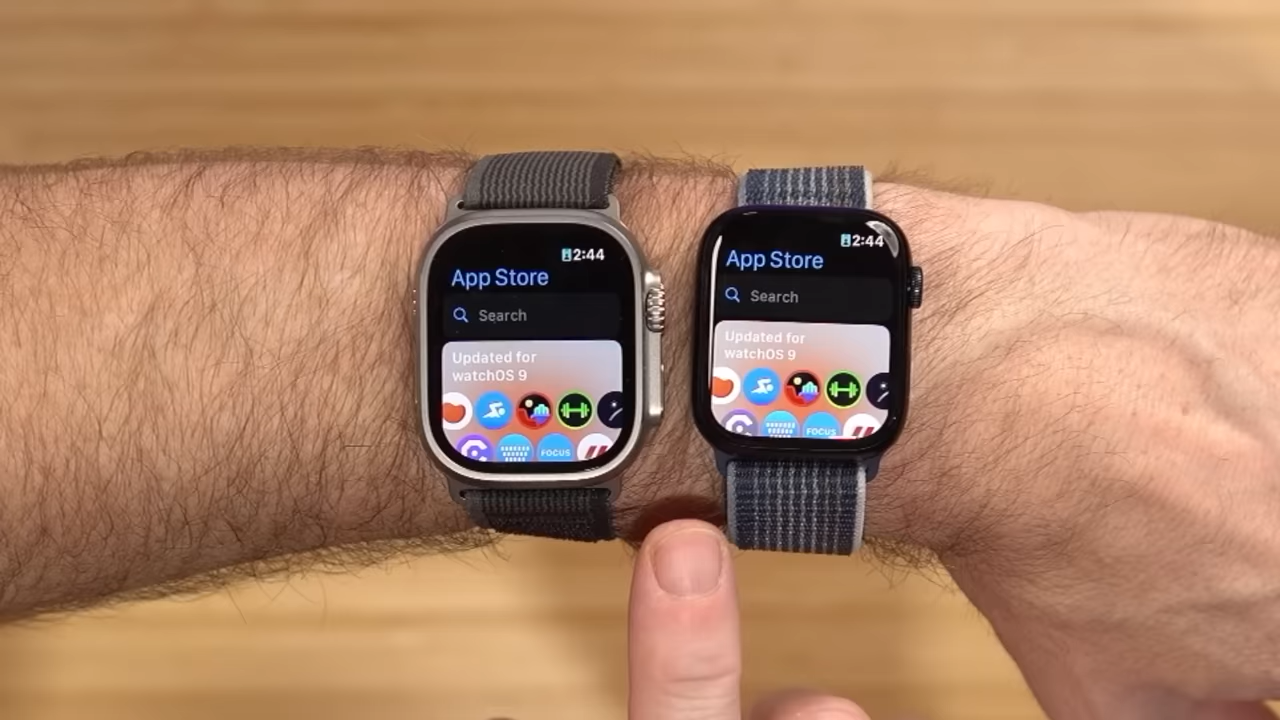 2:44
App Store
Search
Updated for
watchOS 9
FOCUS
2:44
App Store
Search
Updated for
watchOS 9
FOCUS